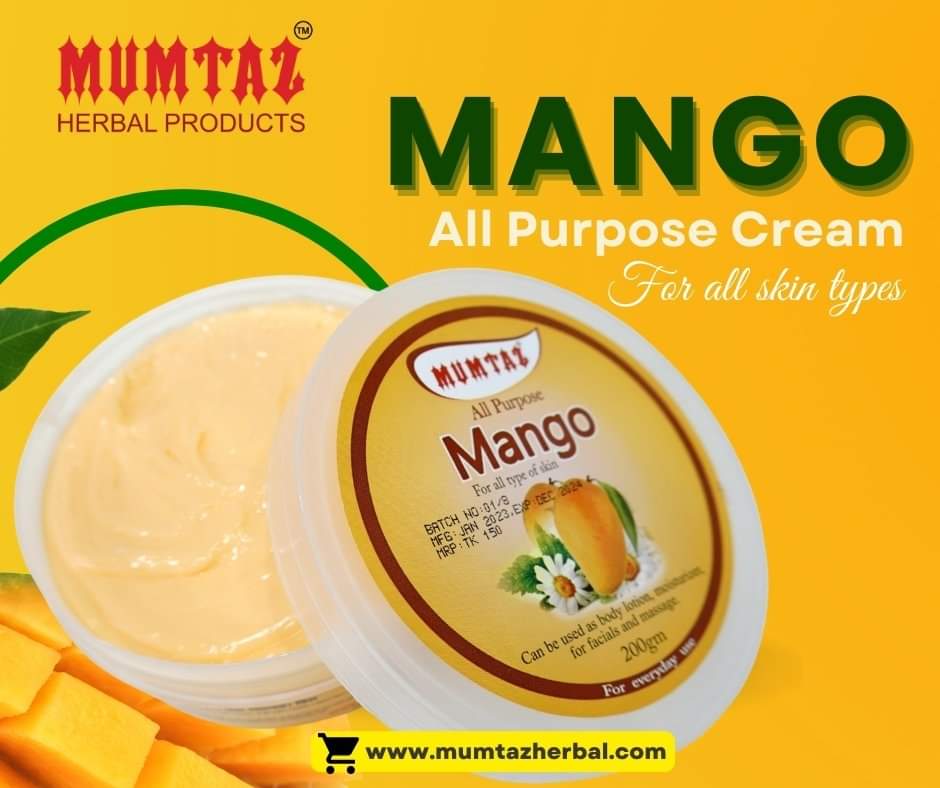 MUMTAZ™
HERBAL PRODUCTS
MANGO
All Purpose Cream
For all skin types
MUMTAZ
All Purpose
Mango
For all type of skin
BATCH NO:01/8
MFG:JAN 2023,EXP:DEC 2024
MRP:TK 150
Can be used as body lotion, moisturizer,
for facials and massage
200gm
For everyday use
www.mumtazherbal.com